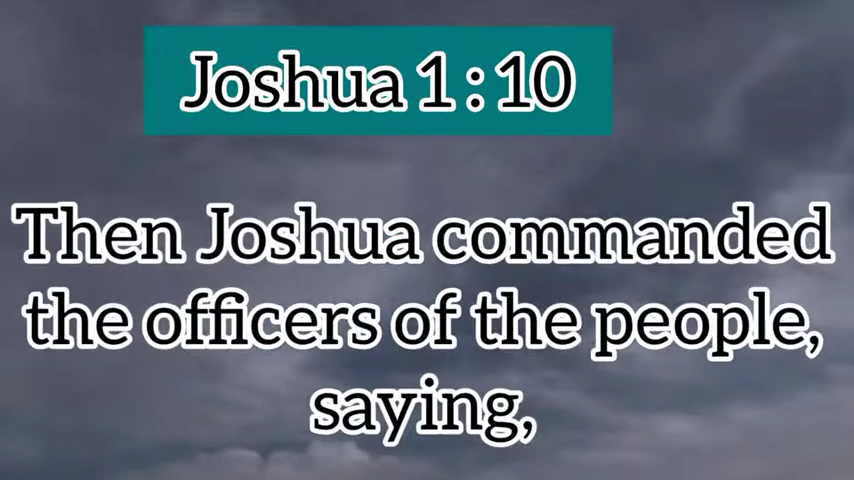 Joshua 1:10
Then Joshua commanded
the officers of the people,
saying,